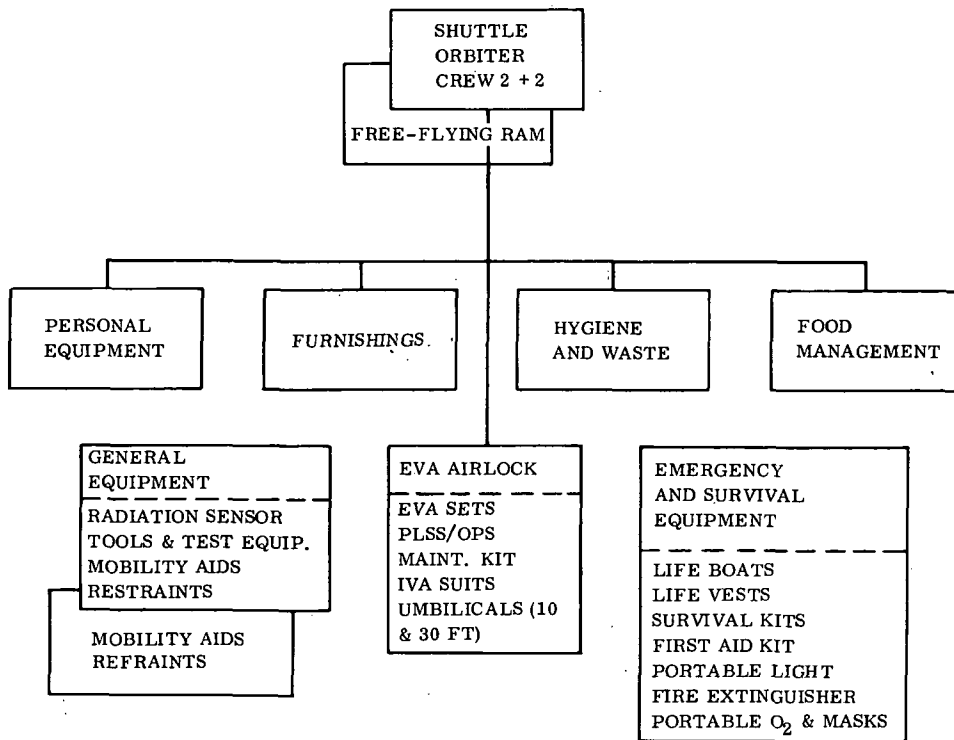 SHUTTLE
ORBITER
CREW 2 + 2
FREE-FLYING RAM
PERSONAL
EQUIPMENT
FURNISHINGS.
HYGIENE
AND WASTE
FOOD
MANAGEMENT
GENERAL
EQUIPMENT
RADIATION SENSOR
TOOLS & TEST EQUIP.
MOBILITY AIDS
RESTRAINTS
MOBILITY AIDS
REFRAINTS
EVA AIRLOCK
EVA SETS
PLSS/OPS
MAINT. KIT
IVA SUITS
UMBILICALS (10
& 30 FT)
EMERGENCY
AND SURVIVAL
EQUIPMENT
LIFE BOATS
LIFE VESTS
SURVIVAL KITS
FIRST AID KIT
PORTABLE LIGHT
FIRE EXTINGUISHER
PORTABLE O₂ & MASKS